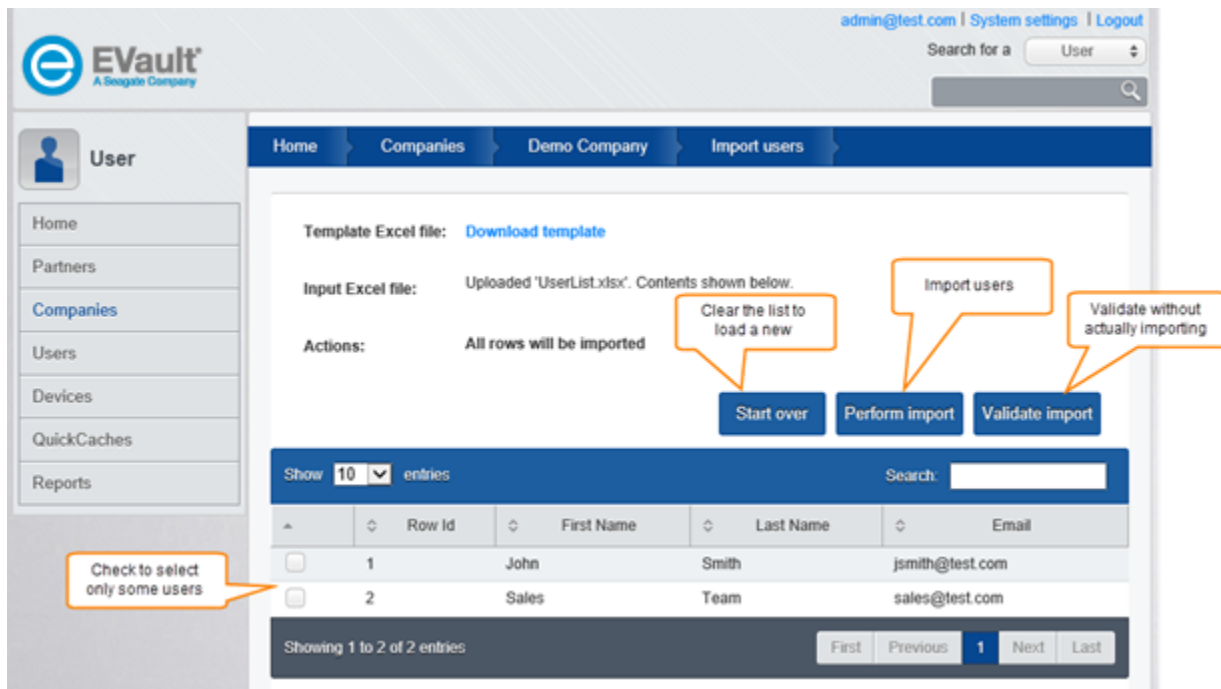 admin@test.com | System settings | Logout
EVault®
A Seagate Company
Search for a User
User
Home
Partners
Companies
Users
Devices
QuickCaches
Reports
Home Companies Demo Company Import users
Template Excel file: Download template
Input Excel file: Uploaded 'UserList.xlsx'. Contents shown below.
Actions: All rows will be imported
Clear the list to
load a new
Import users
Validate without
actually importing
Start over Perform import Validate import
Show 10 entries Search:
Row Id First Name Last Name Email
1 John Smith jsmith@test.com
2 Sales Team sales@test.com
Check to select
only some users
Showing 1 to 2 of 2 entries First Previous 1 Next Last